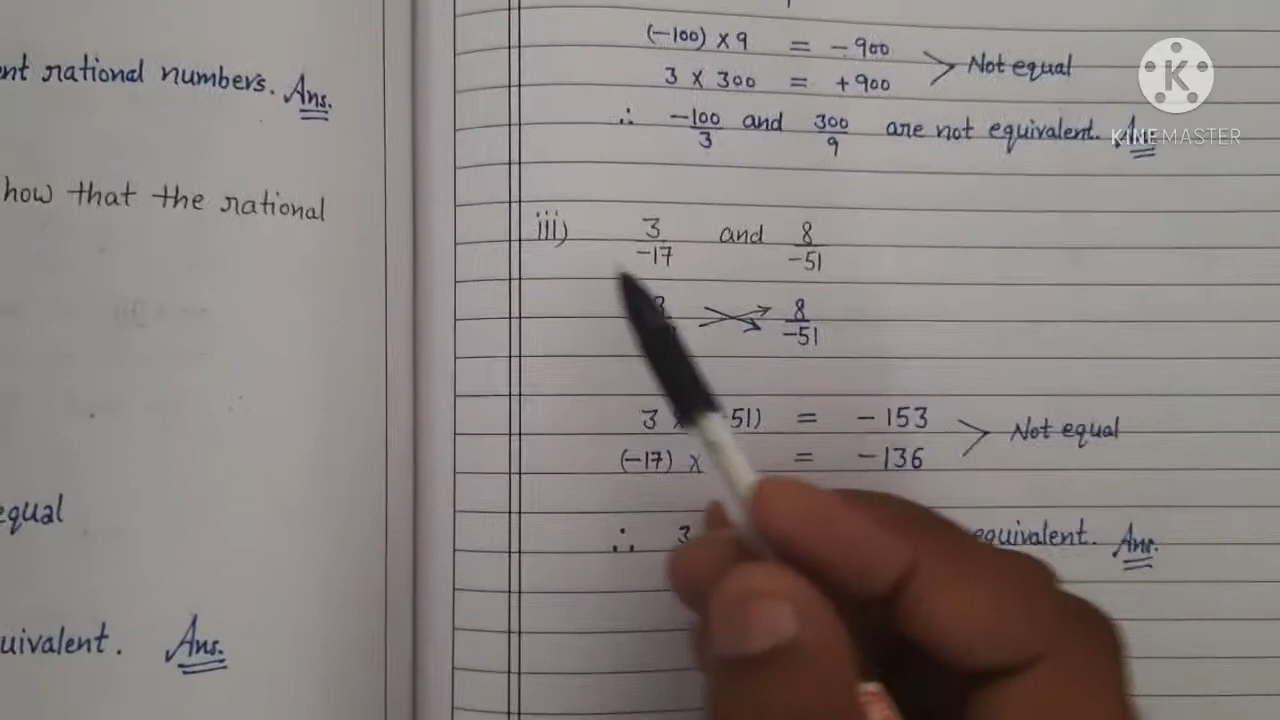 nt rational numbers. Ans.
how that the rational
equal
uivalent. Ans.
(-100) × 9 = -900
3 × 300 = +900 > Not equal
∴ -100/3 and 300/9 are not equivalent. Ans
K
KINEMASTER
iii) 3/-17 and 8/-51
8/-51
3 51) = -153
(-17) × = -136 > Not equal
∴ 3 equivalent. Ans.